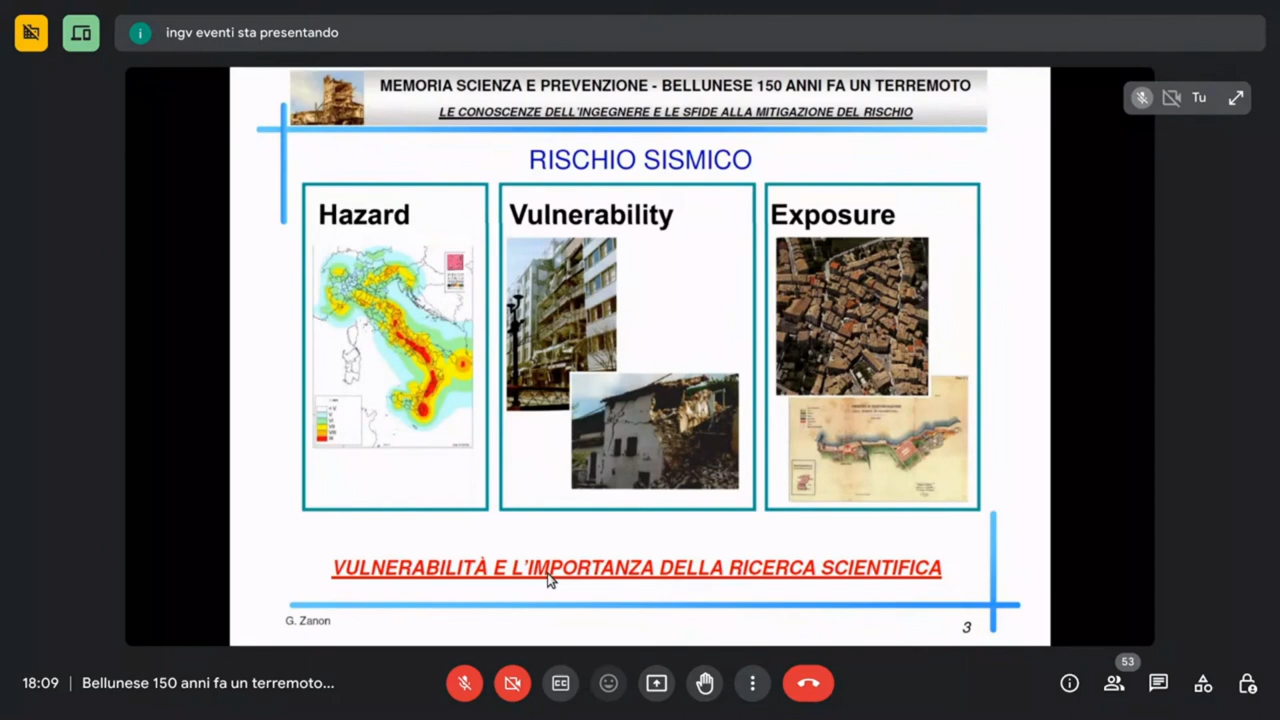 ingv eventi sta presentando
Tu
MEMORIA SCIENZA E PREVENZIONE - BELLUNESE 150 ANNI FA UN TERREMOTO
LE CONOSCENZE DELL'INGEGNERE E LE SFIDE ALLA MITIGAZIONE DEL RISCHIO
RISCHIO SISMICO
Hazard
Vulnerability
Exposure
VULNERABILITÀ E L'IMPORTANZA DELLA RICERCA SCIENTIFICA
G. Zanon
3
18:09 | Bellunese 150 anni fa un terremoto...
53